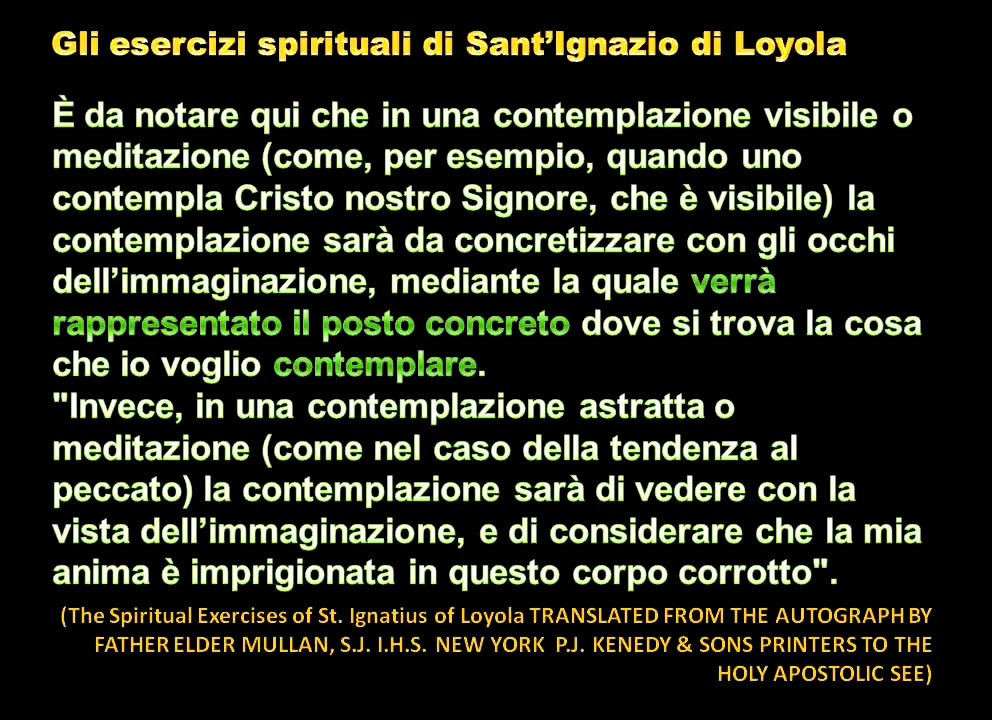 Gli esercizi spirituali di Sant’Ignazio di Loyola
È da notare qui che in una contemplazione visibile o
meditazione (come, per esempio, quando uno
contempla Cristo nostro Signore, che è visibile) la
contemplazione sarà da concretizzare con gli occhi
dell’immaginazione, mediante la quale verrà
rappresentato il posto concreto dove si trova la cosa
che io voglio contemplare.
"Invece, in una contemplazione astratta o
meditazione (come nel caso della tendenza al
peccato) la contemplazione sarà di vedere con la
vista dell’immaginazione, e di considerare che la mia
anima è imprigionata in questo corpo corrotto".
(The Spiritual Exercises of St. Ignatius of Loyola TRANSLATED FROM THE AUTOGRAPH BY
FATHER ELDER MULLAN, S.J. I.H.S. NEW YORK P.J. KENEDY & SONS PRINTERS TO THE
HOLY APOSTOLIC SEE)